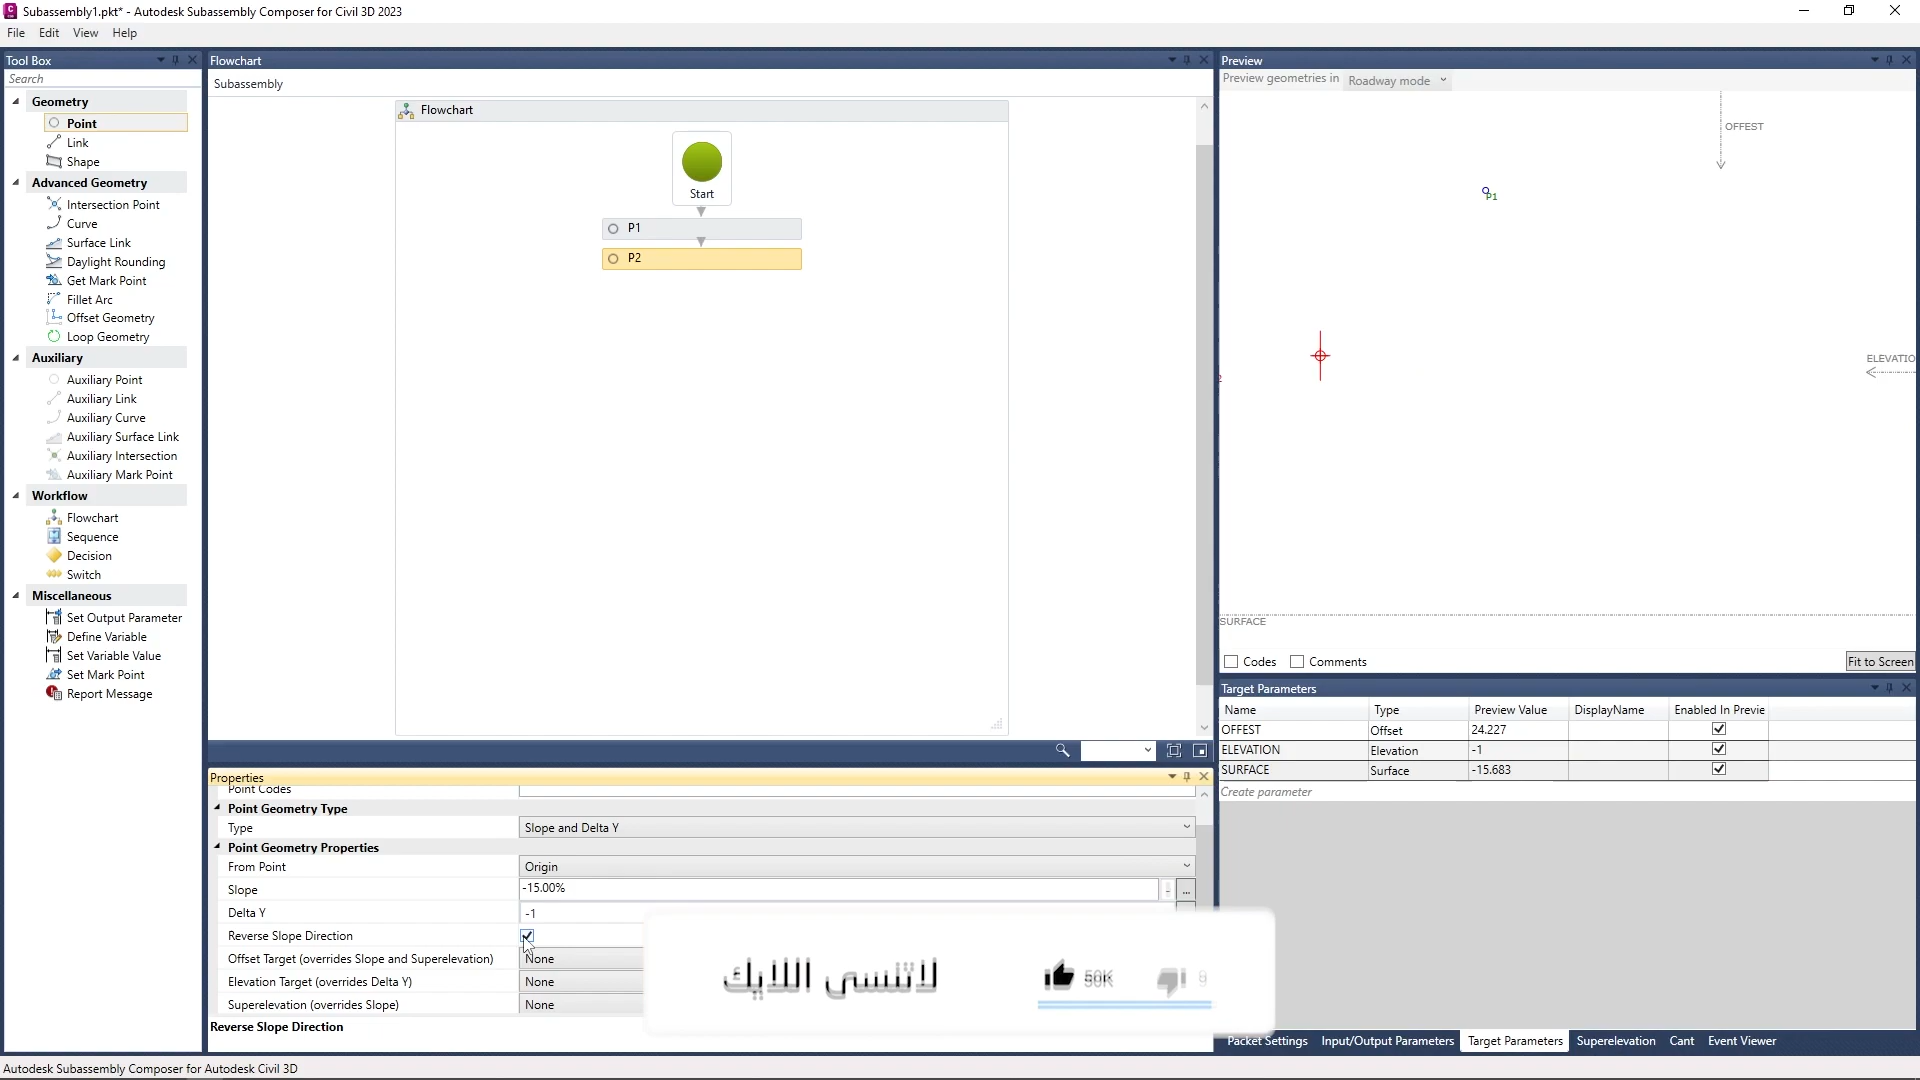 Subassembly1.pkt* - Autodesk Subassembly Composer for Civil 3D 2023
File Edit View Help
Tool Box
Search
Geometry
Point
Link
Shape
Advanced Geometry
Intersection Point
Curve
Surface Link
Daylight Rounding
Get Mark Point
Fillet Arc
Offset Geometry
Loop Geometry
Auxiliary
Auxiliary Point
Auxiliary Link
Auxiliary Curve
Auxiliary Surface Link
Auxiliary Intersection
Auxiliary Mark Point
Workflow
Flowchart
Sequence
Decision
Switch
Miscellaneous
Set Output Parameter
Define Variable
Set Variable Value
Set Mark Point
Report Message
Flowchart
Subassembly
Flowchart
Start
P1
P2
Properties
Point Codes
Point Geometry Type
Type Slope and Delta Y
Point Geometry Properties
From Point Origin
Slope -15.00% ...
Delta Y -1
Reverse Slope Direction
Offset Target (overrides Slope and Superelevation) None
Elevation Target (overrides Delta Y) None
Superelevation (overrides Slope) None
Reverse Slope Direction
لاتنسى اللايك 50K 9
Preview
Preview geometries in Roadway mode
OFFEST
P1
ELEVATIO
SURFACE
Codes Comments Fit to Screen
Target Parameters
Name Type Preview Value DisplayName Enabled In Previe
OFFEST Offset 24.227
ELEVATION Elevation -1
SURFACE Surface -15.683
Create parameter
Packet Settings Input/Output Parameters Target Parameters Superelevation Cant Event Viewer
Autodesk Subassembly Composer for Autodesk Civil 3D